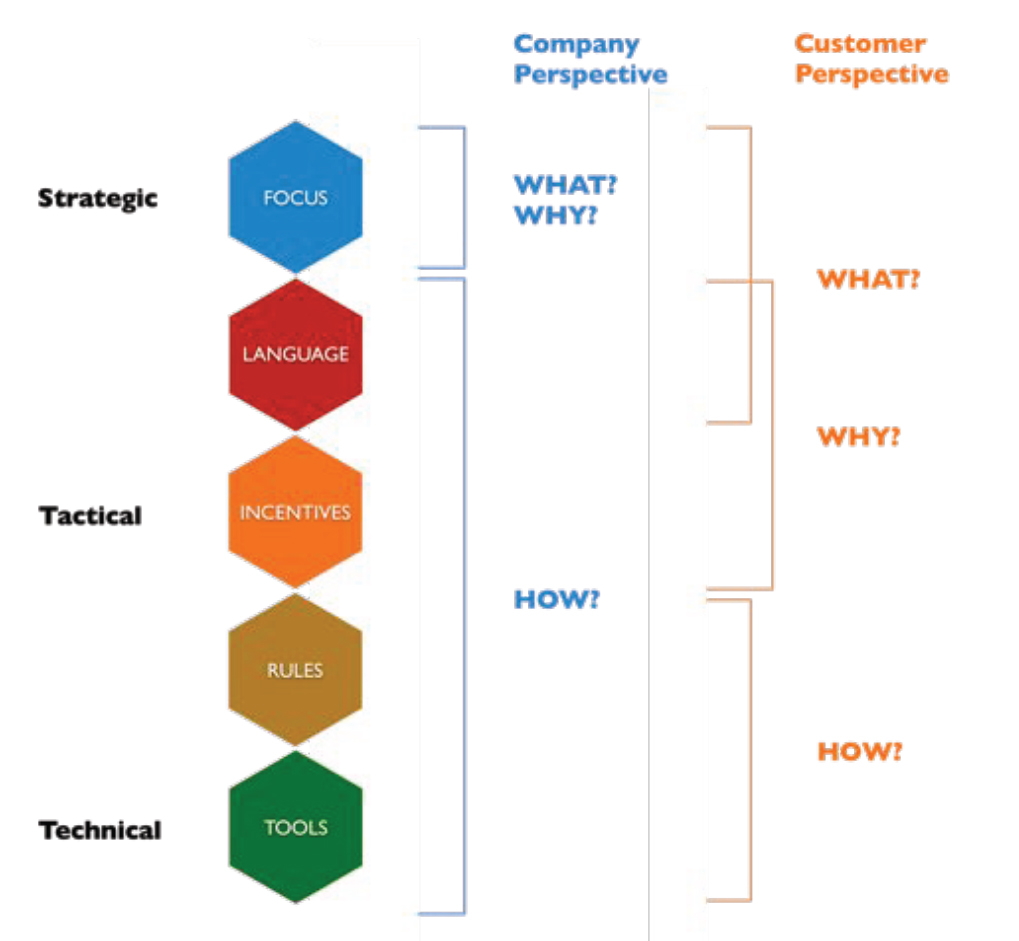 Company
Perspective
Customer
Perspective
Strategic
FOCUS
WHAT?
WHY?
WHAT?
LANGUAGE
WHY?
Tactical
INCENTIVES
HOW?
RULES
HOW?
Technical
TOOLS